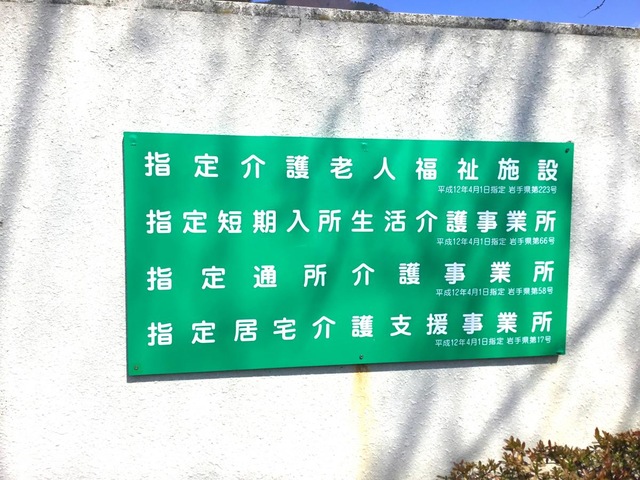 指定介護老人福祉施設
平成12年4月1日指定 岩手県第223号
指定短期入所生活介護事業所
平成12年4月1日指定 岩手県第66号
指定通所介護事業所
平成12年4月1日指定 岩手県第58号
指定居宅介護支援事業所
平成12年4月1日指定 岩手県第17号